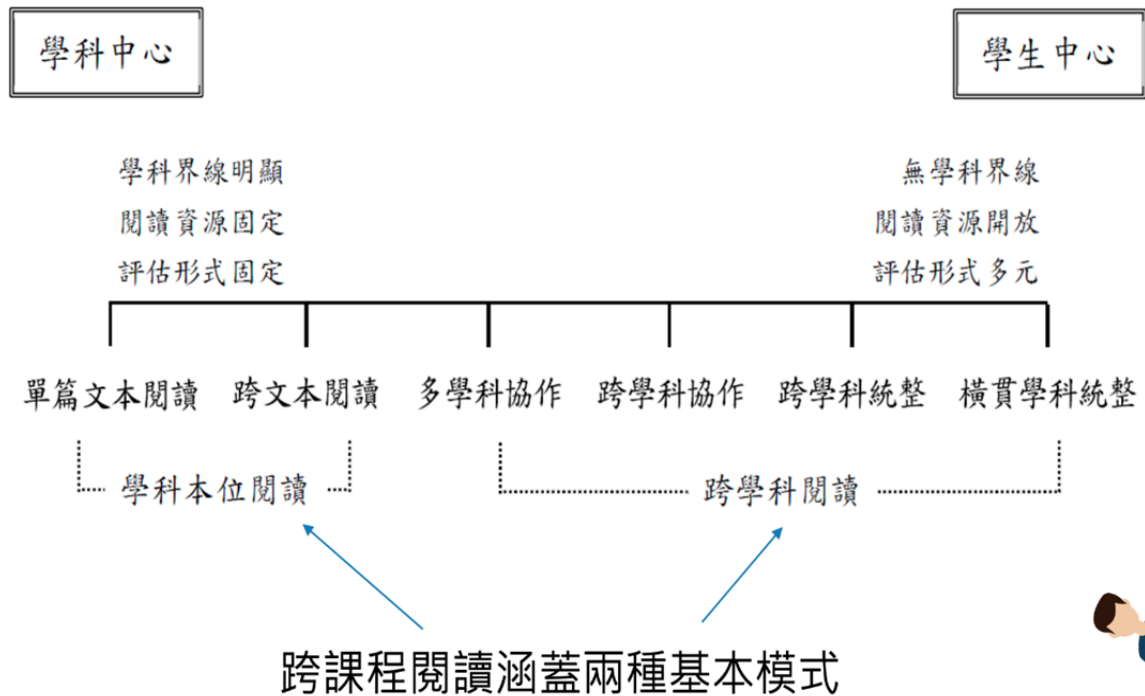 學科中心
學生中心
學科界線明顯
閱讀資源固定
評估形式固定
無學科界線
閱讀資源開放
評估形式多元
單篇文本閱讀 跨文本閱讀 多學科協作 跨學科協作 跨學科統整 橫貫學科統整
學科本位閱讀 跨學科閱讀
跨課程閱讀涵蓋兩種基本模式